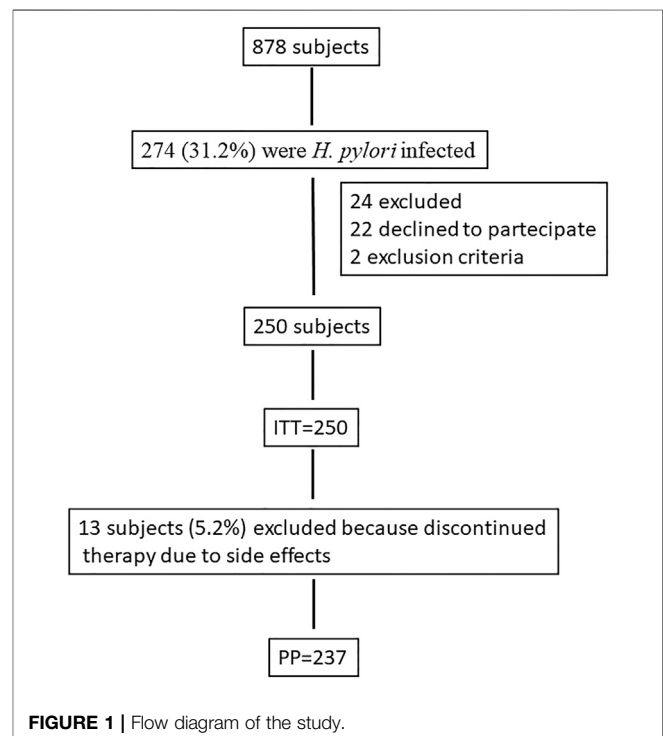 878 subjects
274 (31.2%) were H. pylori infected
24 excluded
22 declined to partecipate
2 exclusion criteria
250 subjects
ITT=250
13 subjects (5.2%) excluded because discontinued
therapy due to side effects
PP=237
FIGURE 1 | Flow diagram of the study.